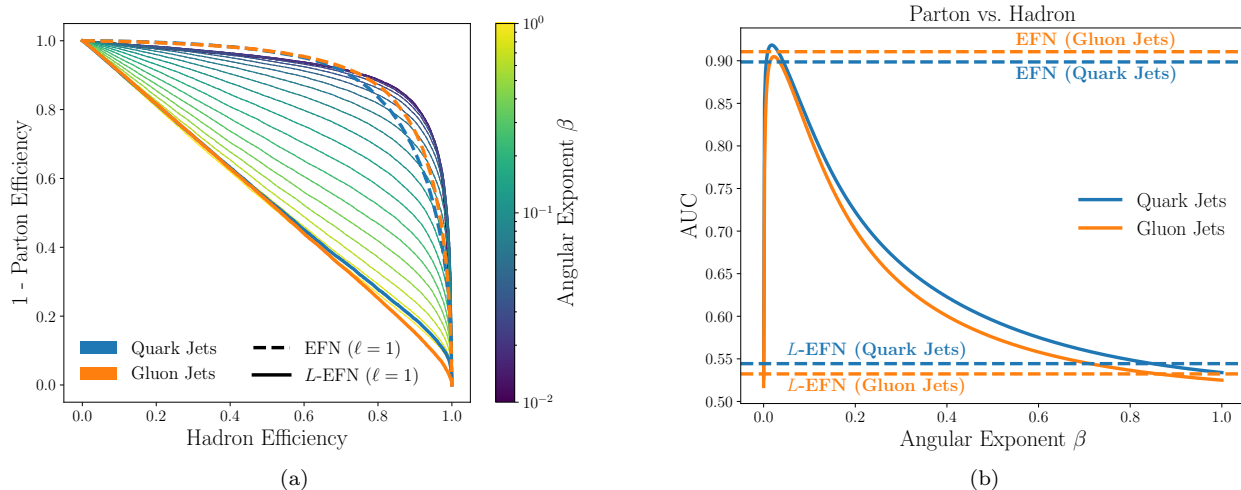 1.0
0.8
0.6
0.4
0.2
0.0
1 - Parton Efficiency
0.0 0.2 0.4 0.6 0.8 1.0
Hadron Efficiency
Quark Jets
Gluon Jets
EFN (ℓ = 1)
L-EFN (ℓ = 1)
10⁰
10⁻¹
10⁻²
Angular Exponent β
(a)
Parton vs. Hadron
0.90
0.85
0.80
0.75
0.70
0.65
0.60
0.55
0.50
AUC
EFN (Gluon Jets)
EFN (Quark Jets)
Quark Jets
Gluon Jets
L-EFN (Quark Jets)
L-EFN (Gluon Jets)
0.0 0.2 0.4 0.6 0.8 1.0
Angular Exponent β
(b)